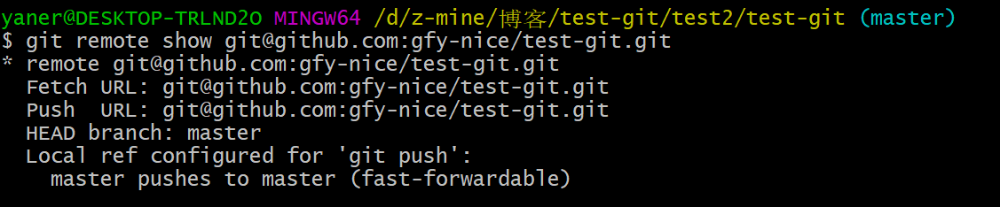 yaner@DESKTOP-TRLND2O MINGW64 /d/z-mine/博客/test-git/test2/test-git (master)
$ git remote show git@github.com:gfy-nice/test-git.git
* remote git@github.com:gfy-nice/test-git.git
  Fetch URL: git@github.com:gfy-nice/test-git.git
  Push  URL: git@github.com:gfy-nice/test-git.git
  HEAD branch: master
  Local ref configured for 'git push':
    master pushes to master (fast-forwardable)